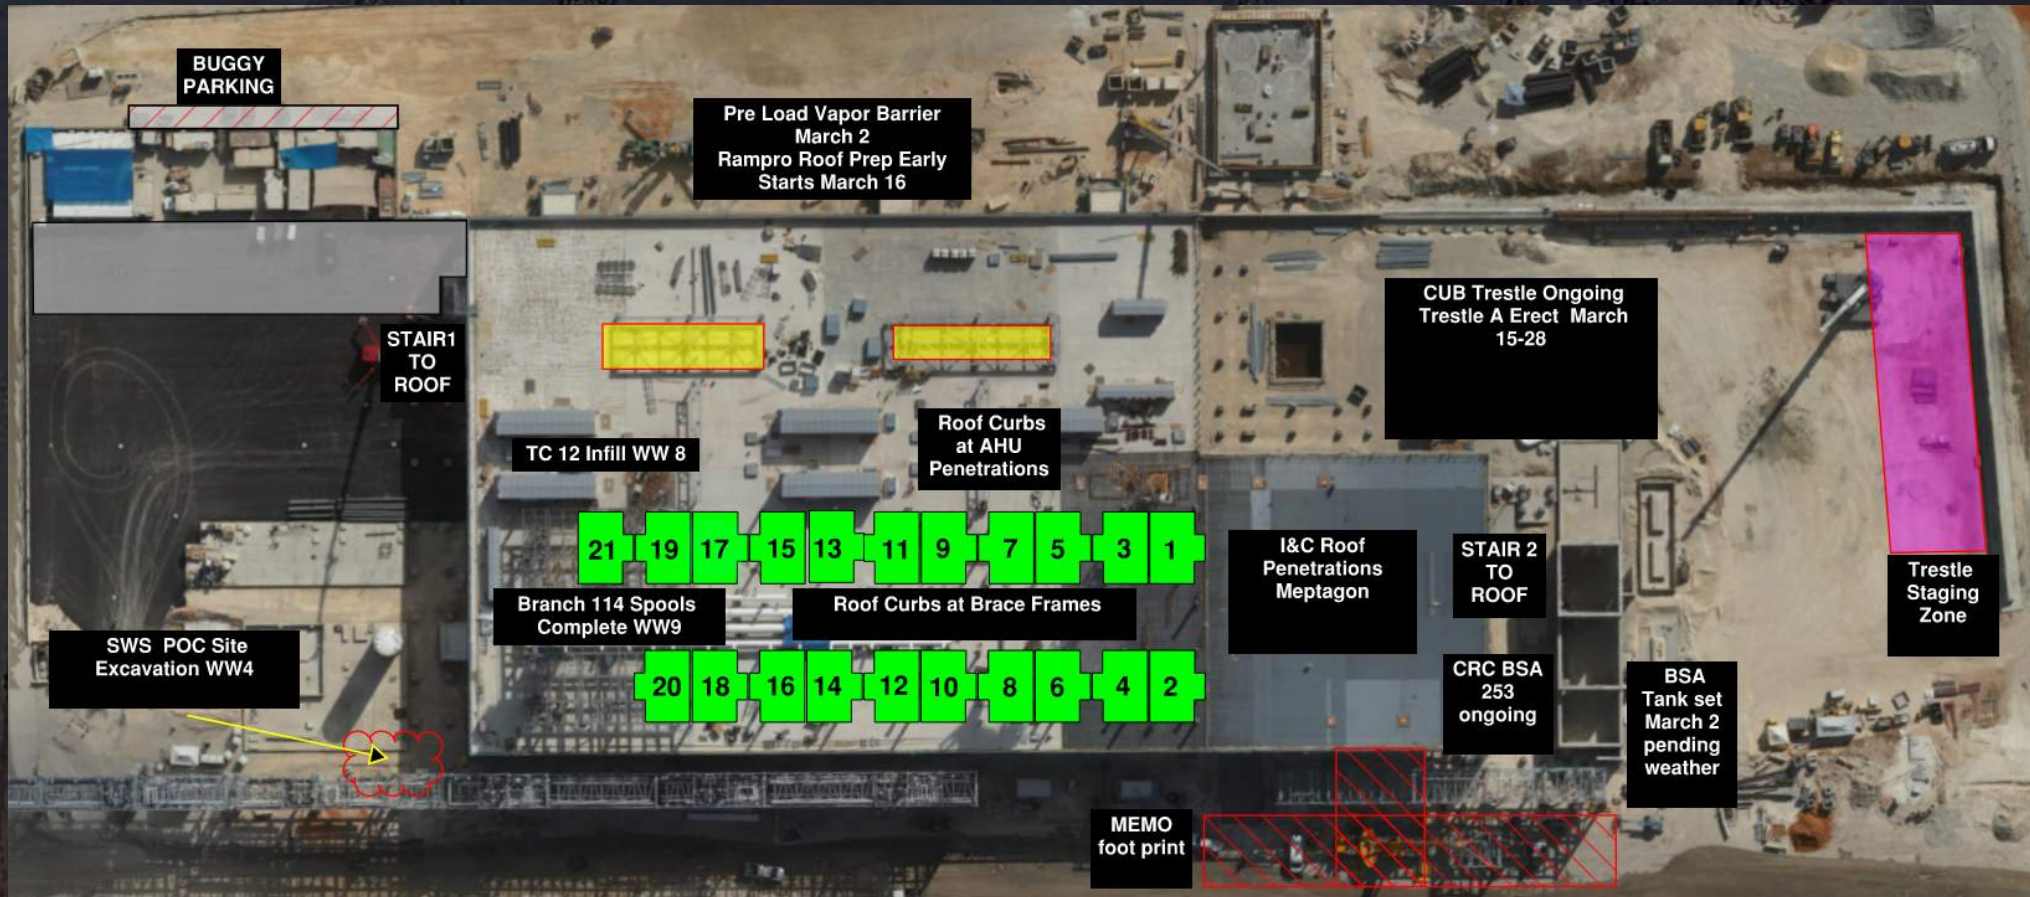 BUGGY
PARKING
Pre Load Vapor Barrier
March 2
Rampro Roof Prep Early
Starts March 16
CUB Trestle Ongoing
Trestle A Erect March
15-28
STAIR1
TO
ROOF
Roof Curbs
at AHU
Penetrations
TC 12 Infill WW 8
21 19 17 15 13 11 9 7 5 3 1
I&C Roof
Penetrations
Meptagon
STAIR 2
TO
ROOF
Trestle
Staging
Zone
Branch 114 Spools
Complete WW9
Roof Curbs at Brace Frames
SWS POC Site
Excavation WW4
20 18 16 14 12 10 8 6 4 2
CRC BSA
253
ongoing
BSA
Tank set
March 2
pending
weather
MEMO
foot print